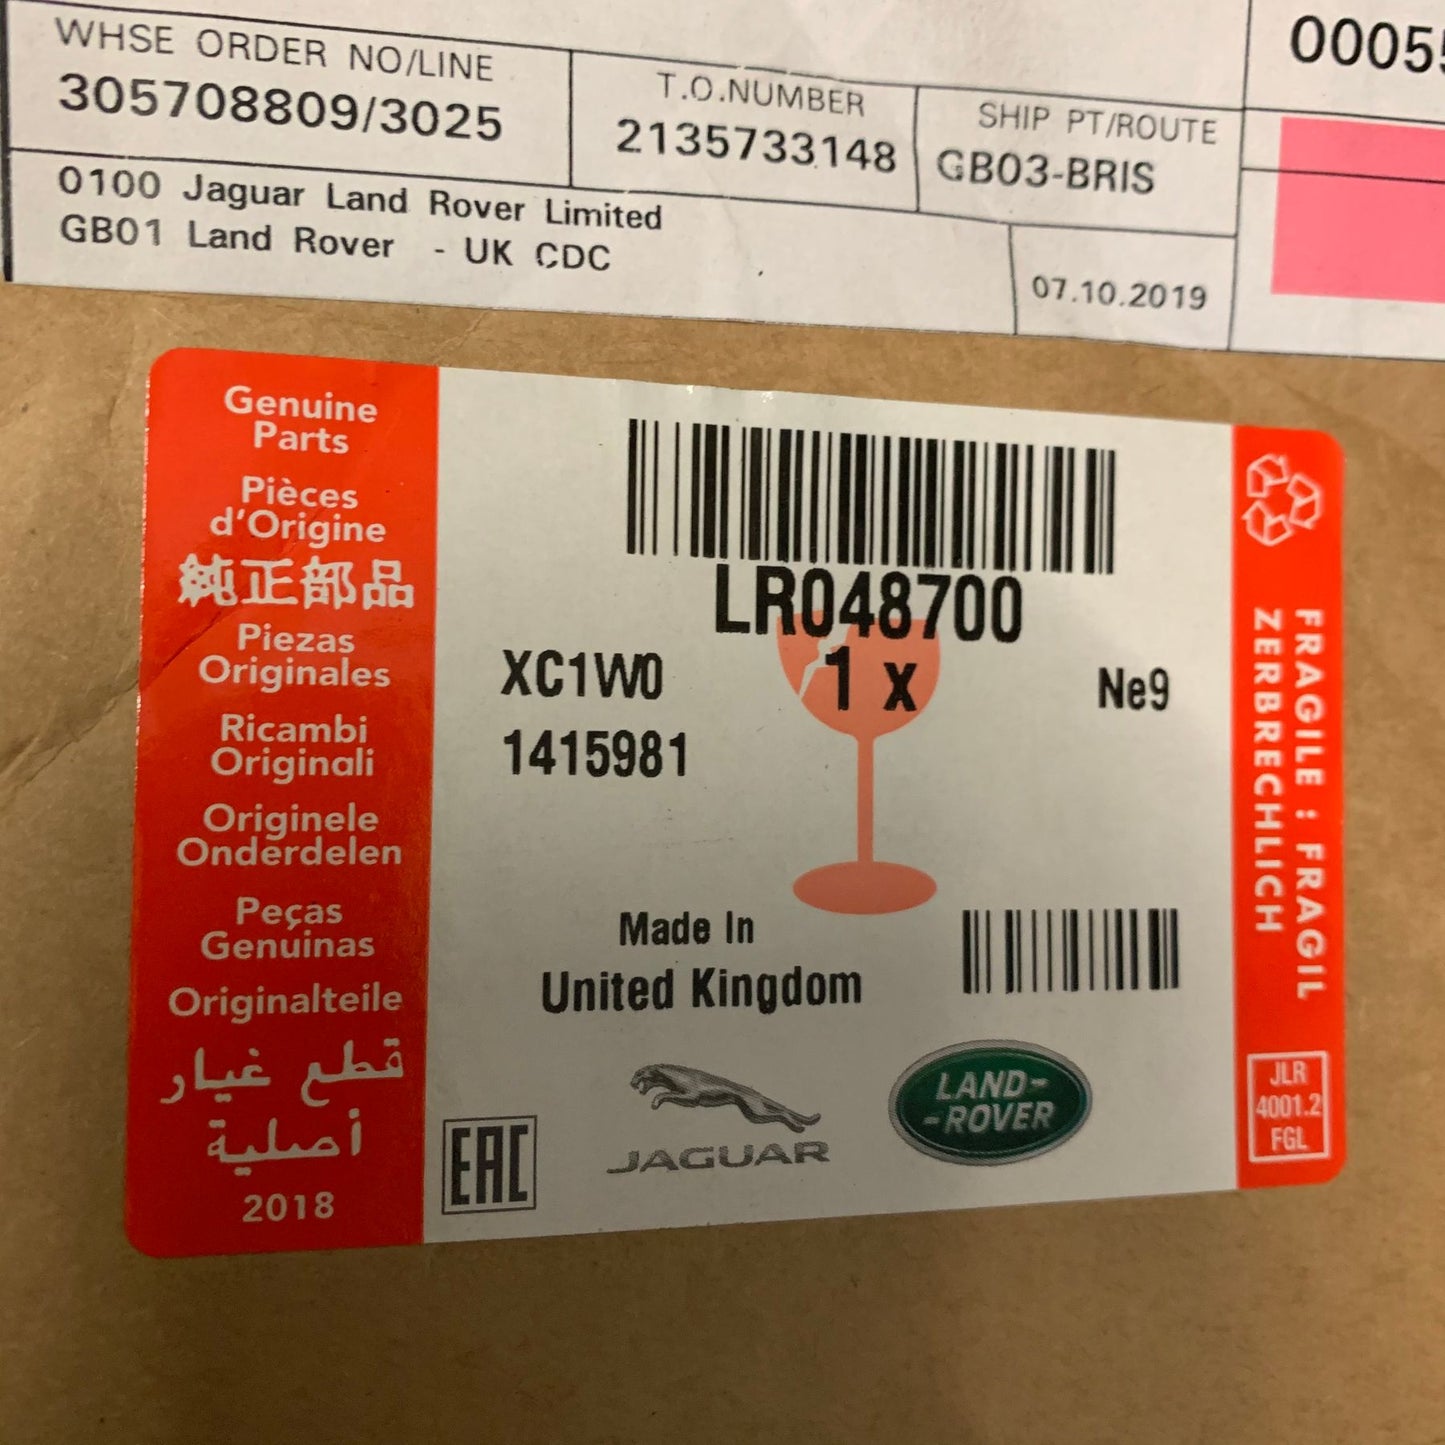 WHSE ORDER NO/LINE
305708809/3025
T.O.NUMBER
2135733148
SHIP PT/ROUTE
GB03-BRIS
0100 Jaguar Land Rover Limited
GB01 Land Rover - UK CDC
07.10.2019
Genuine
Parts
Pièces
d'Origine
純正部品
Piezas
Originales
Ricambi
Originali
Originele
Onderdelen
Peças
Genuinas
Originalteile
قطع غيار
أصلية
2018
LR048700
1 x
XC1W0
Ne9
1415981
Made In
United Kingdom
EAC
JAGUAR
LAND-
-ROVER
FRAGILE : FRAGIL
ZERBRECHLICH
JLR
4001.2
FGL